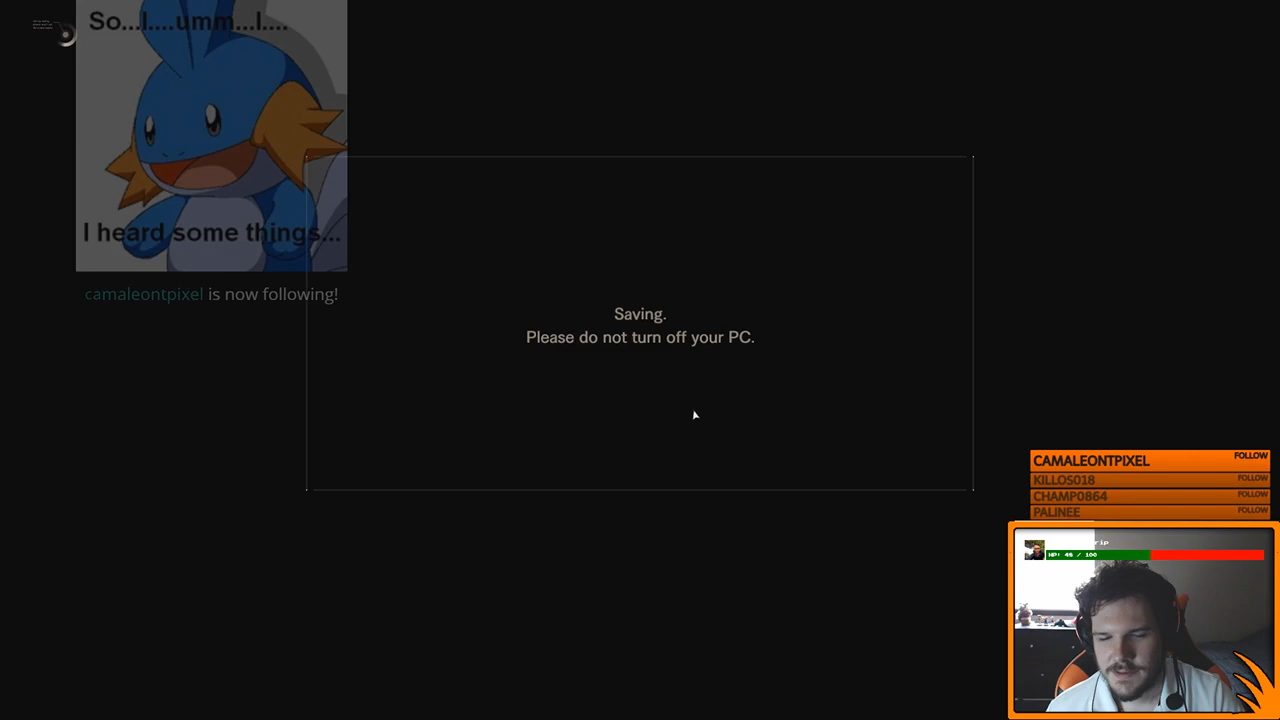 So...I....umm...I....
I heard some things...
camaleontpixel is now following!
Saving.
Please do not turn off your PC.
CAMALEONTPIXEL FOLLOW
KILLOS018 FOLLOW
CHAMP0864 FOLLOW
PALINEE FOLLOW
rip
HP: 46 / 100